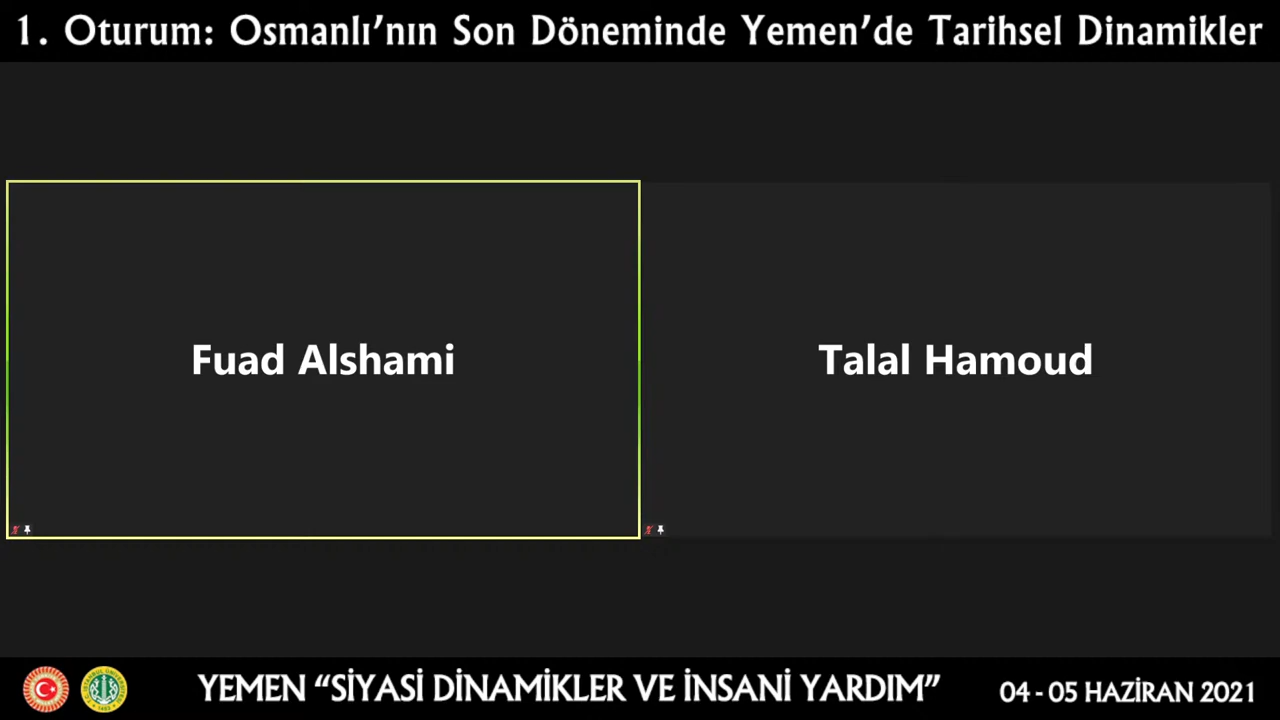 1. Oturum: Osmanlı’nın Son Döneminde Yemen’de Tarihsel Dinamikler
Fuad Alshami
Talal Hamoud
YEMEN “SİYASİ DİNAMİKLER VE İNSANİ YARDIM”
04 - 05 HAZİRAN 2021